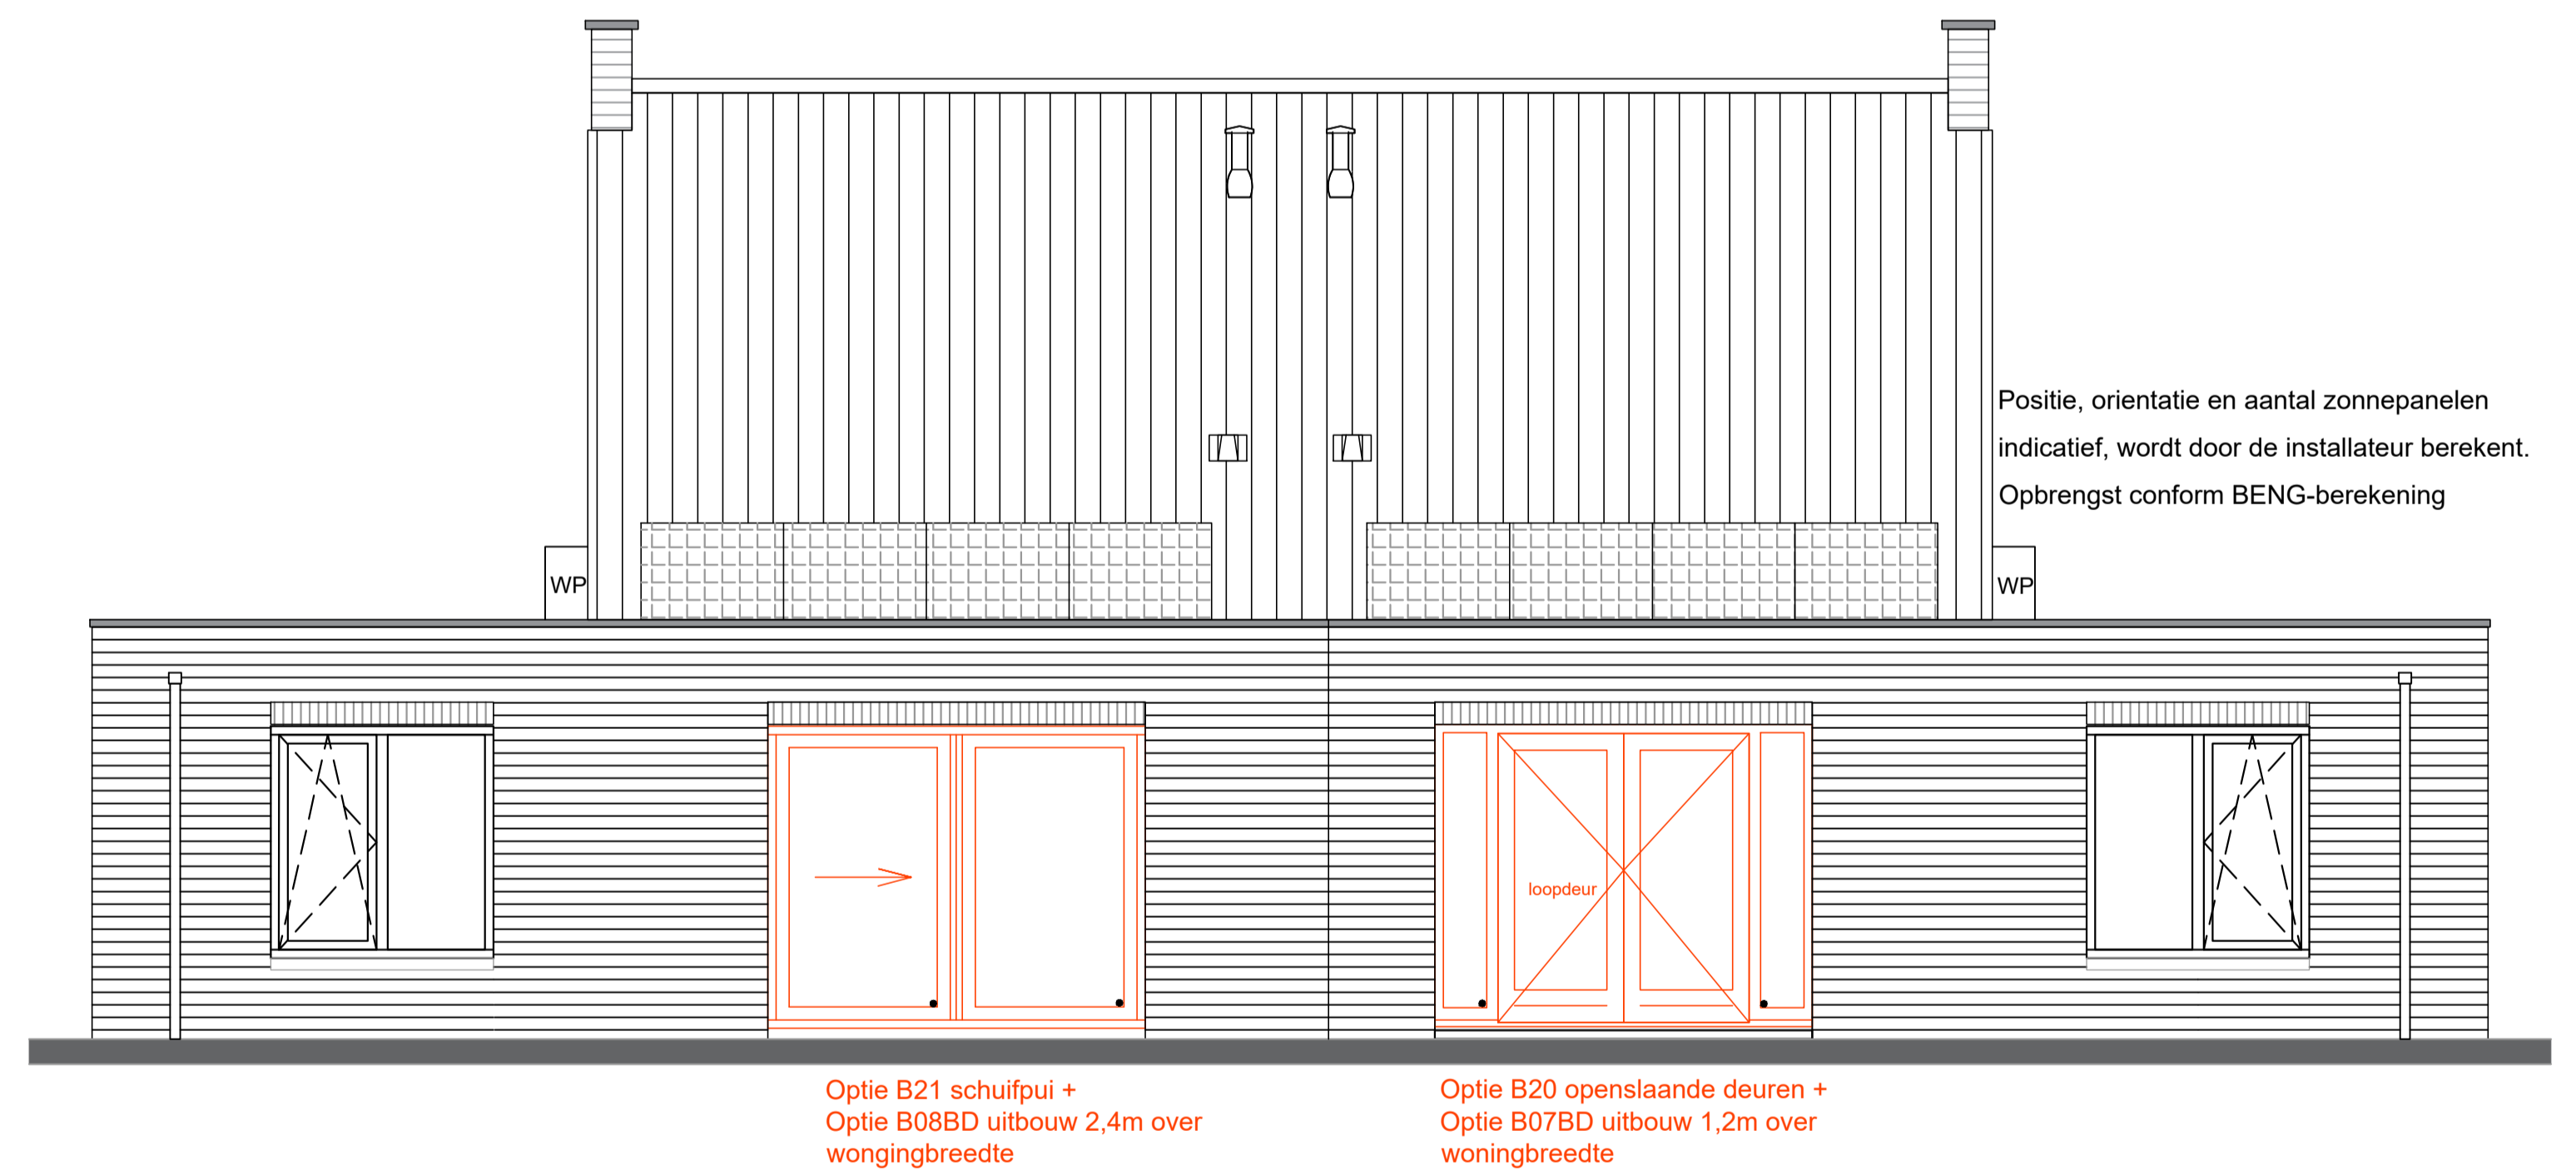 Positie, orientatie en aantal zonnepanelen
indicatief, wordt door de installateur berekent.
Opbrengst conform BENG-berekening
WP
WP
loopdeur
Optie B21 schuifpui +
Optie B08BD uitbouw 2,4m over
wongingbreedte
Optie B20 openslaande deuren +
Optie B07BD uitbouw 1,2m over
woningbreedte